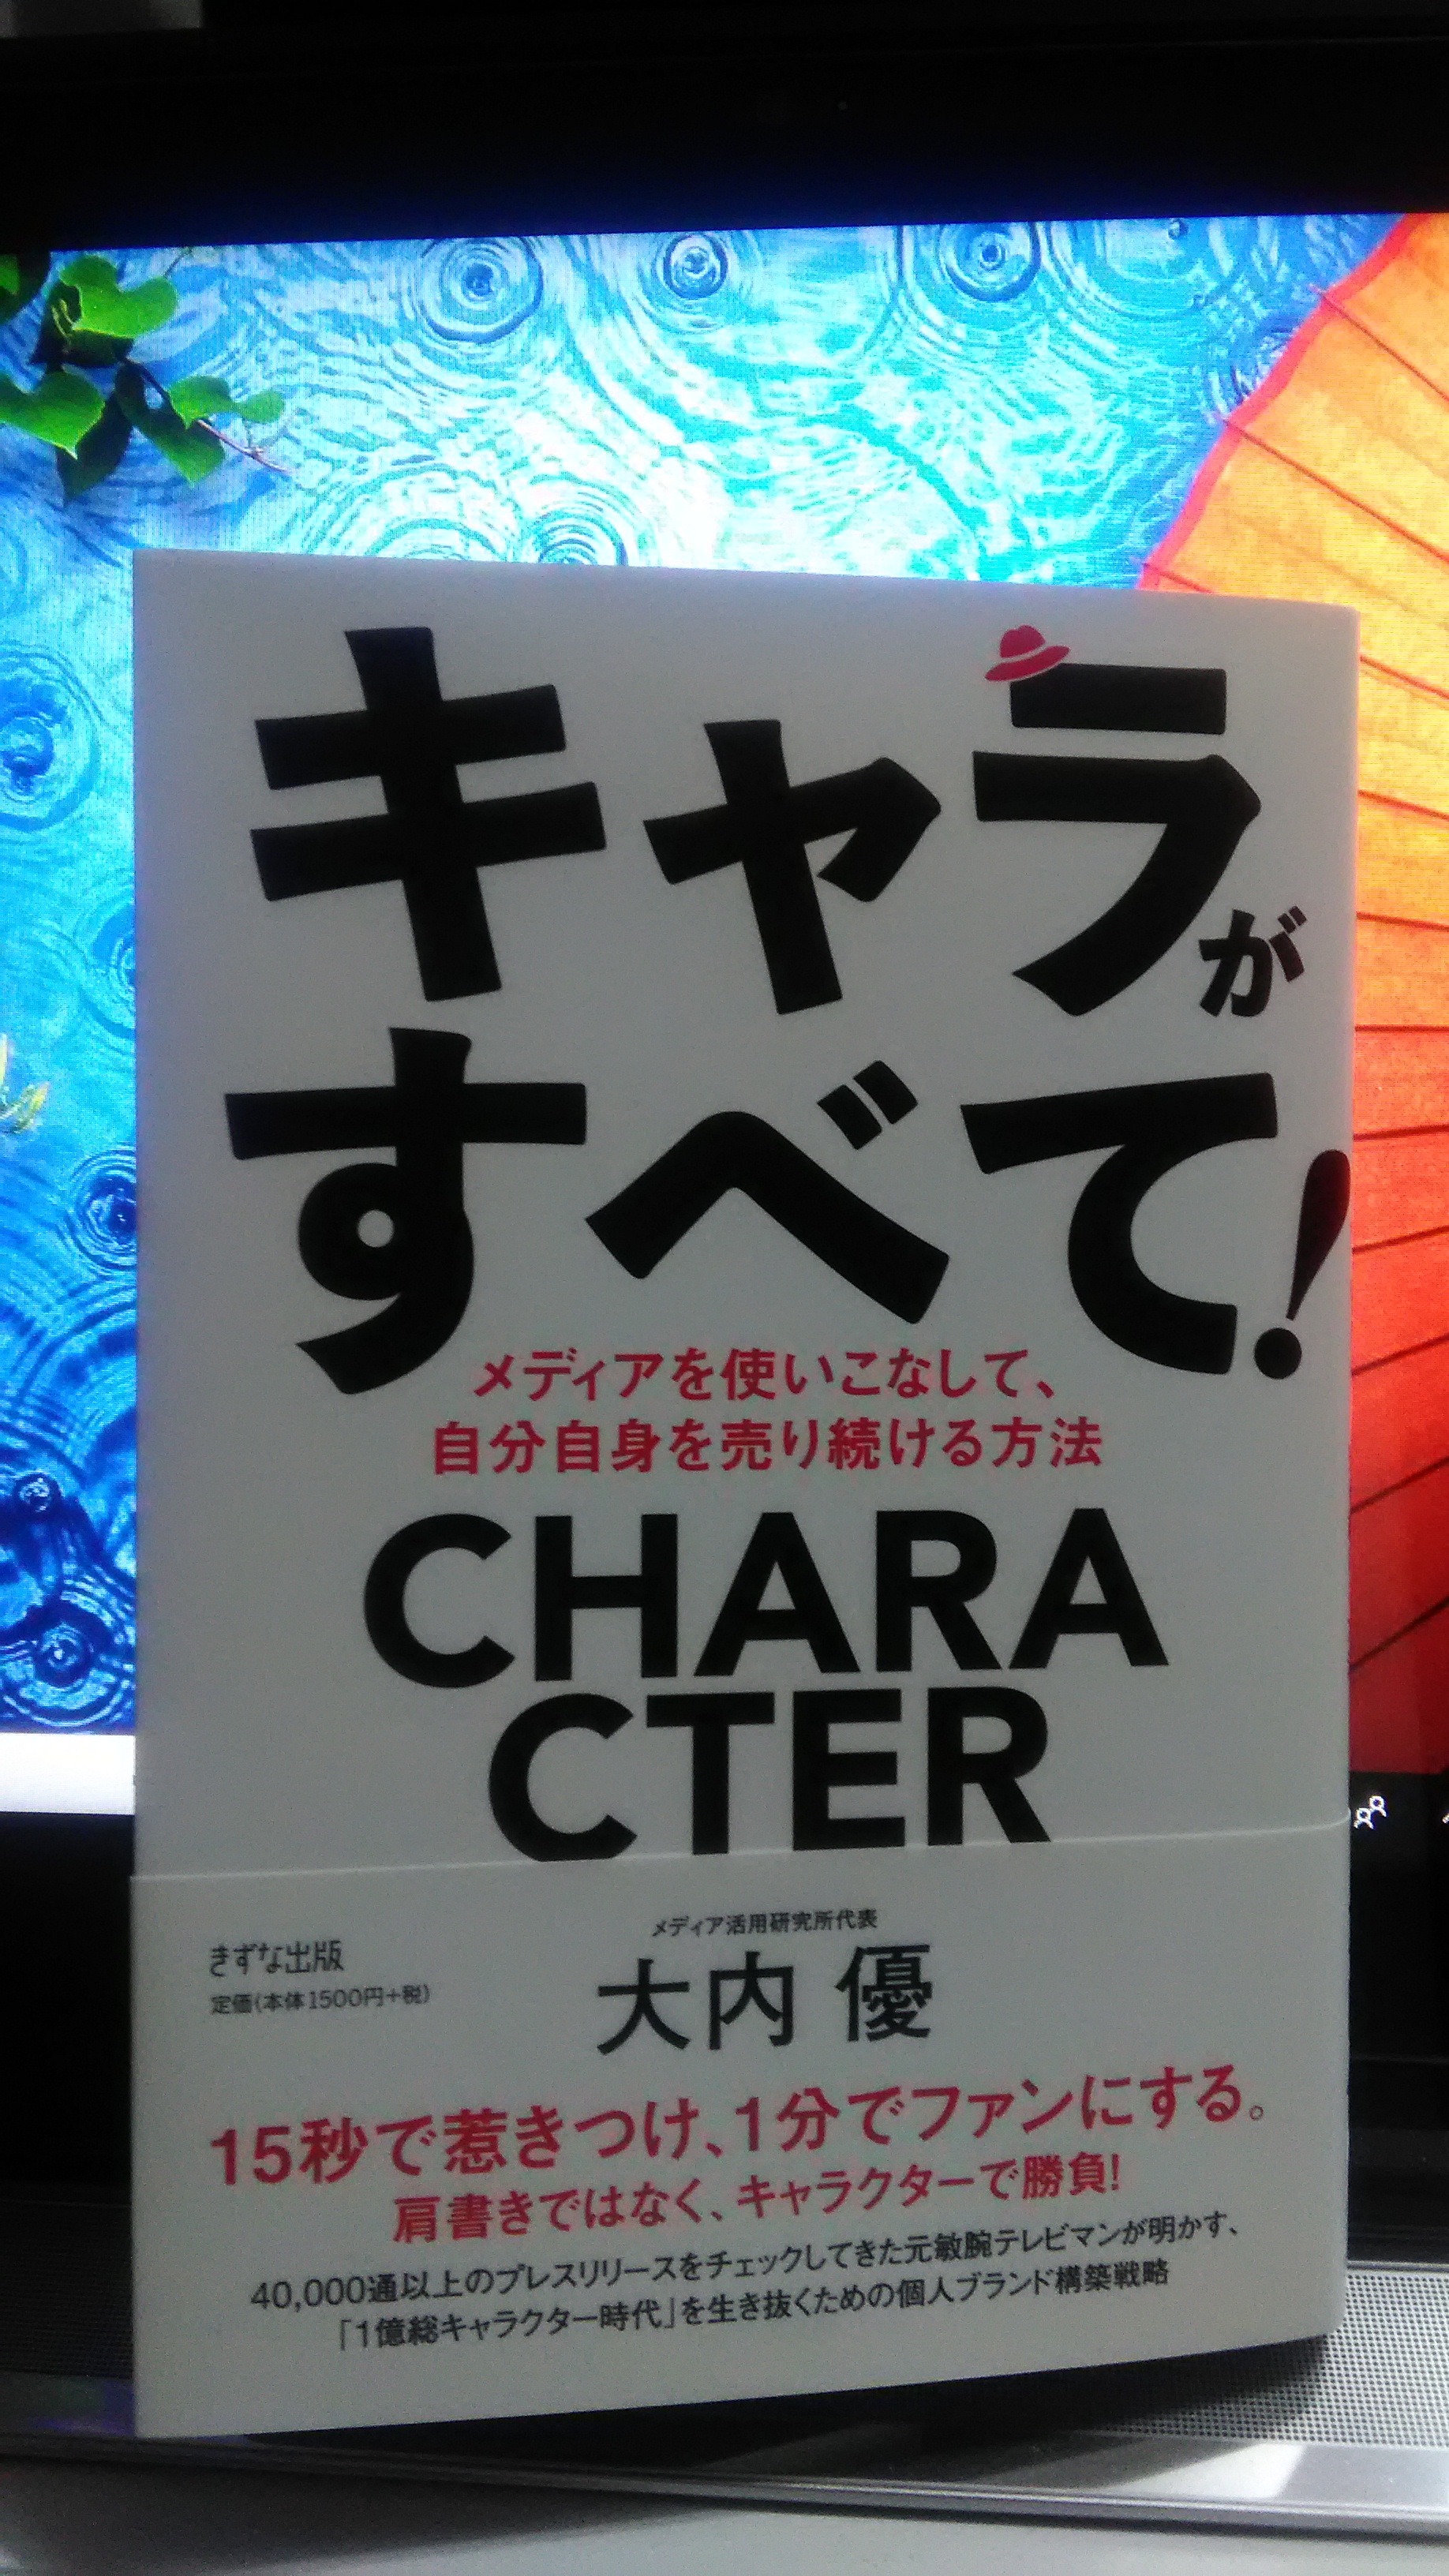 キャラが
すべて!
メディアを使いこなして、
自分自身を売り続ける方法
CHARA
CTER
きずな出版
定価(本体1500円+税)
メディア活用研究所代表
大内 優
15秒で惹きつけ、1分でファンにする。
肩書きではなく、キャラクターで勝負!
40,000通以上のプレスリリースをチェックしてきた元敏腕テレビマンが明かす、
「1億総キャラクター時代」を生き抜くための個人ブランド構築戦略